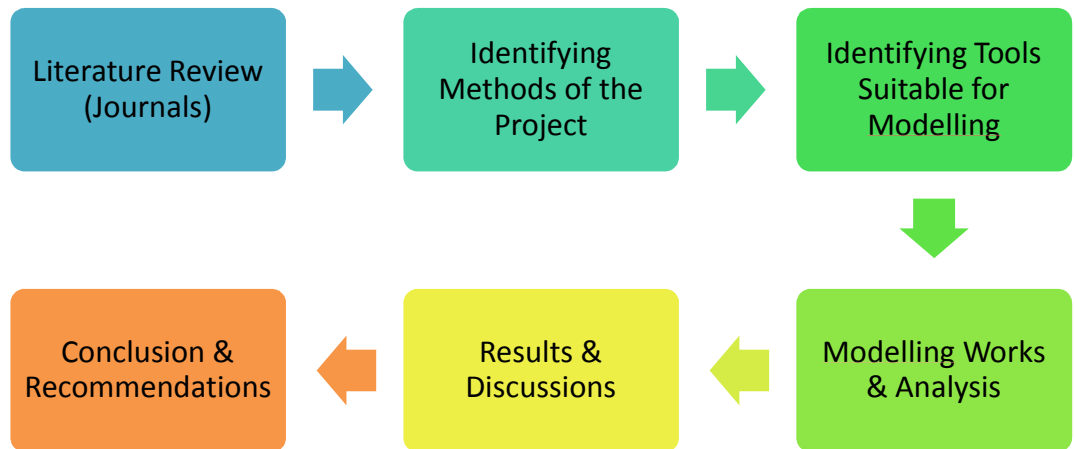 Literature Review
(Journals)
Identifying
Methods of the
Project
Identifying Tools
Suitable for
Modelling
Modelling Works
& Analysis
Results &
Discussions
Conclusion &
Recommendations